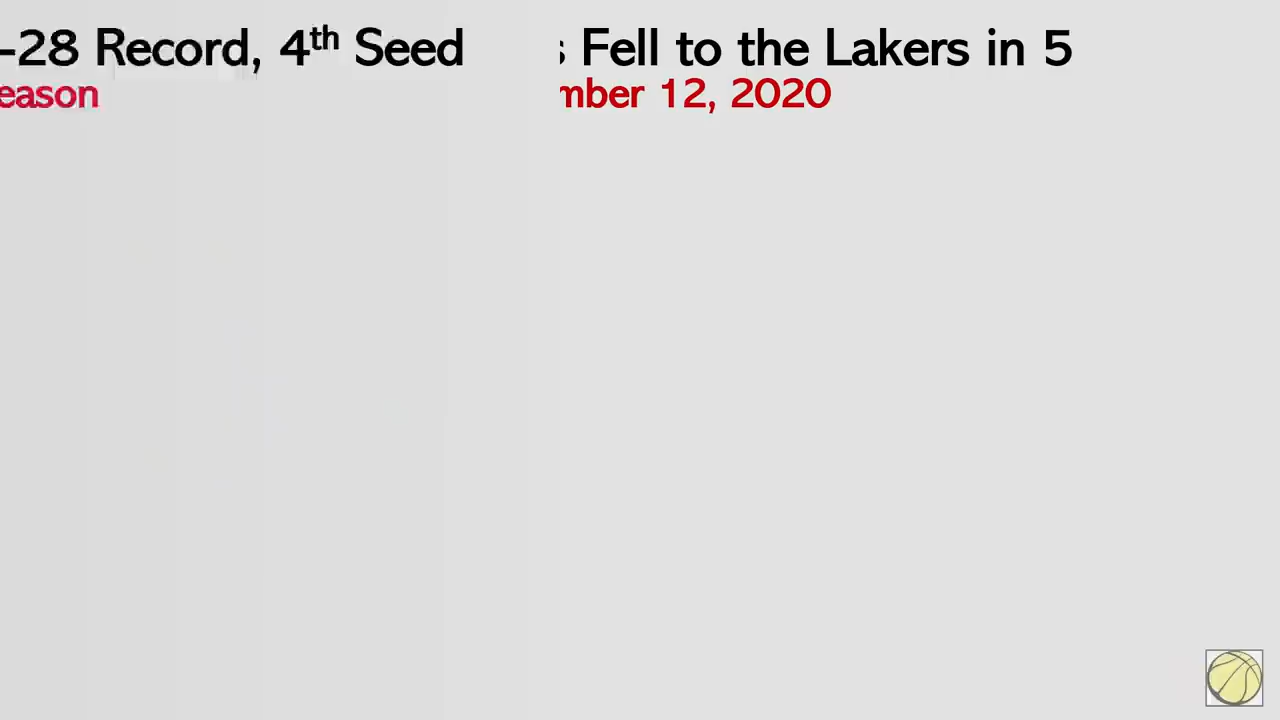 -28 Record, 4th Seed
eason
s Fell to the Lakers in 5
mber 12, 2020